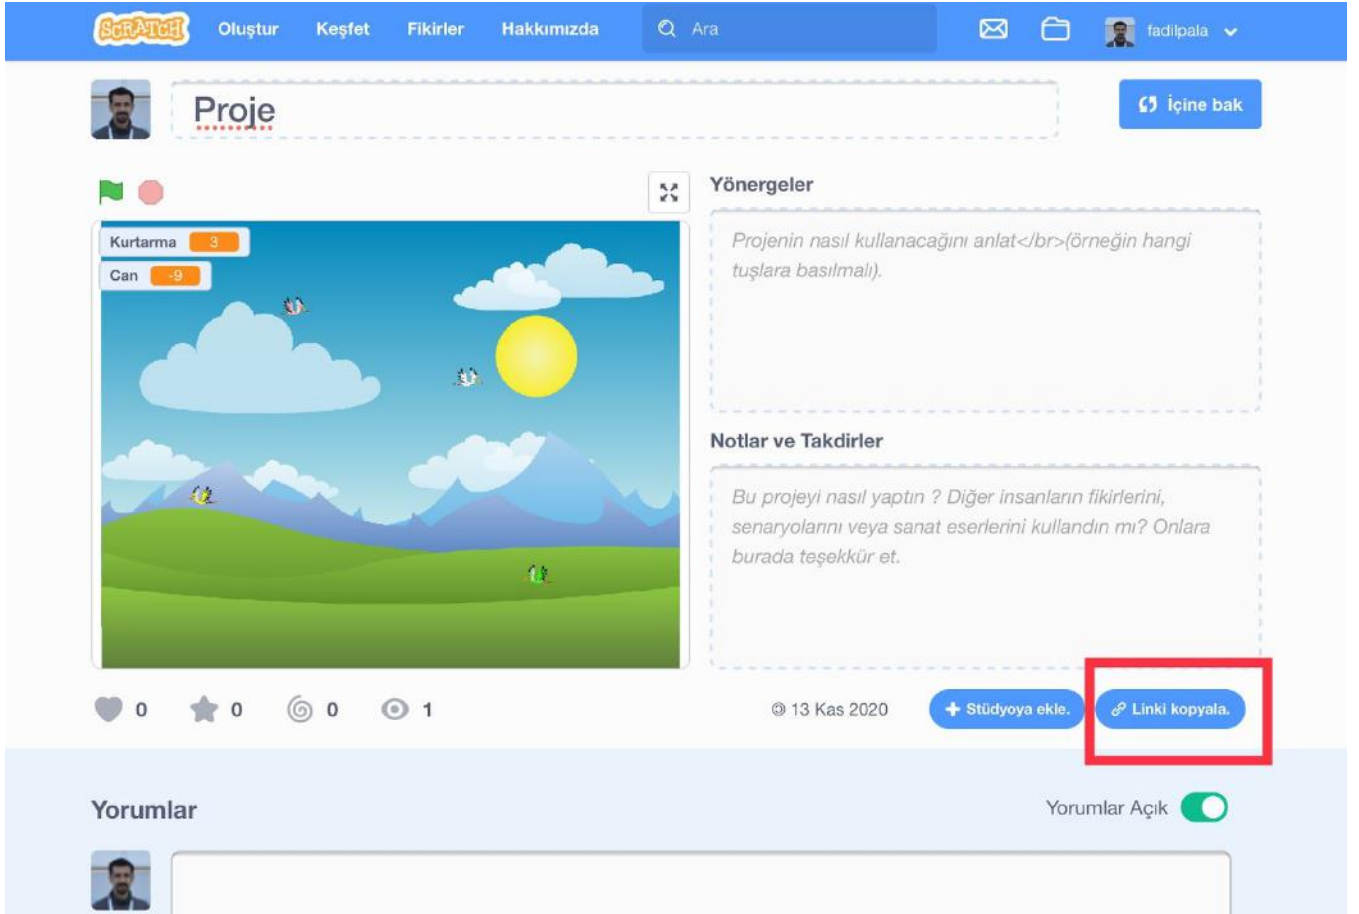 SCRATCH Oluştur Keşfet Fikirler Hakkımızda Ara fadilpala
Proje
İçine bak
Kurtarma 3
Can -9
Yönergeler
Projenin nasıl kullanacağını anlat</br>(örneğin hangi
tuşlara basılmalı).
Notlar ve Takdirler
Bu projeyi nasıl yaptın ? Diğer insanların fikirlerini,
senaryolarını veya sanat eserlerini kullandın mı? Onlara
burada teşekkür et.
0 0 0 1
13 Kas 2020
Stüdyoya ekle.
Linki kopyala.
Yorumlar
Yorumlar Açık